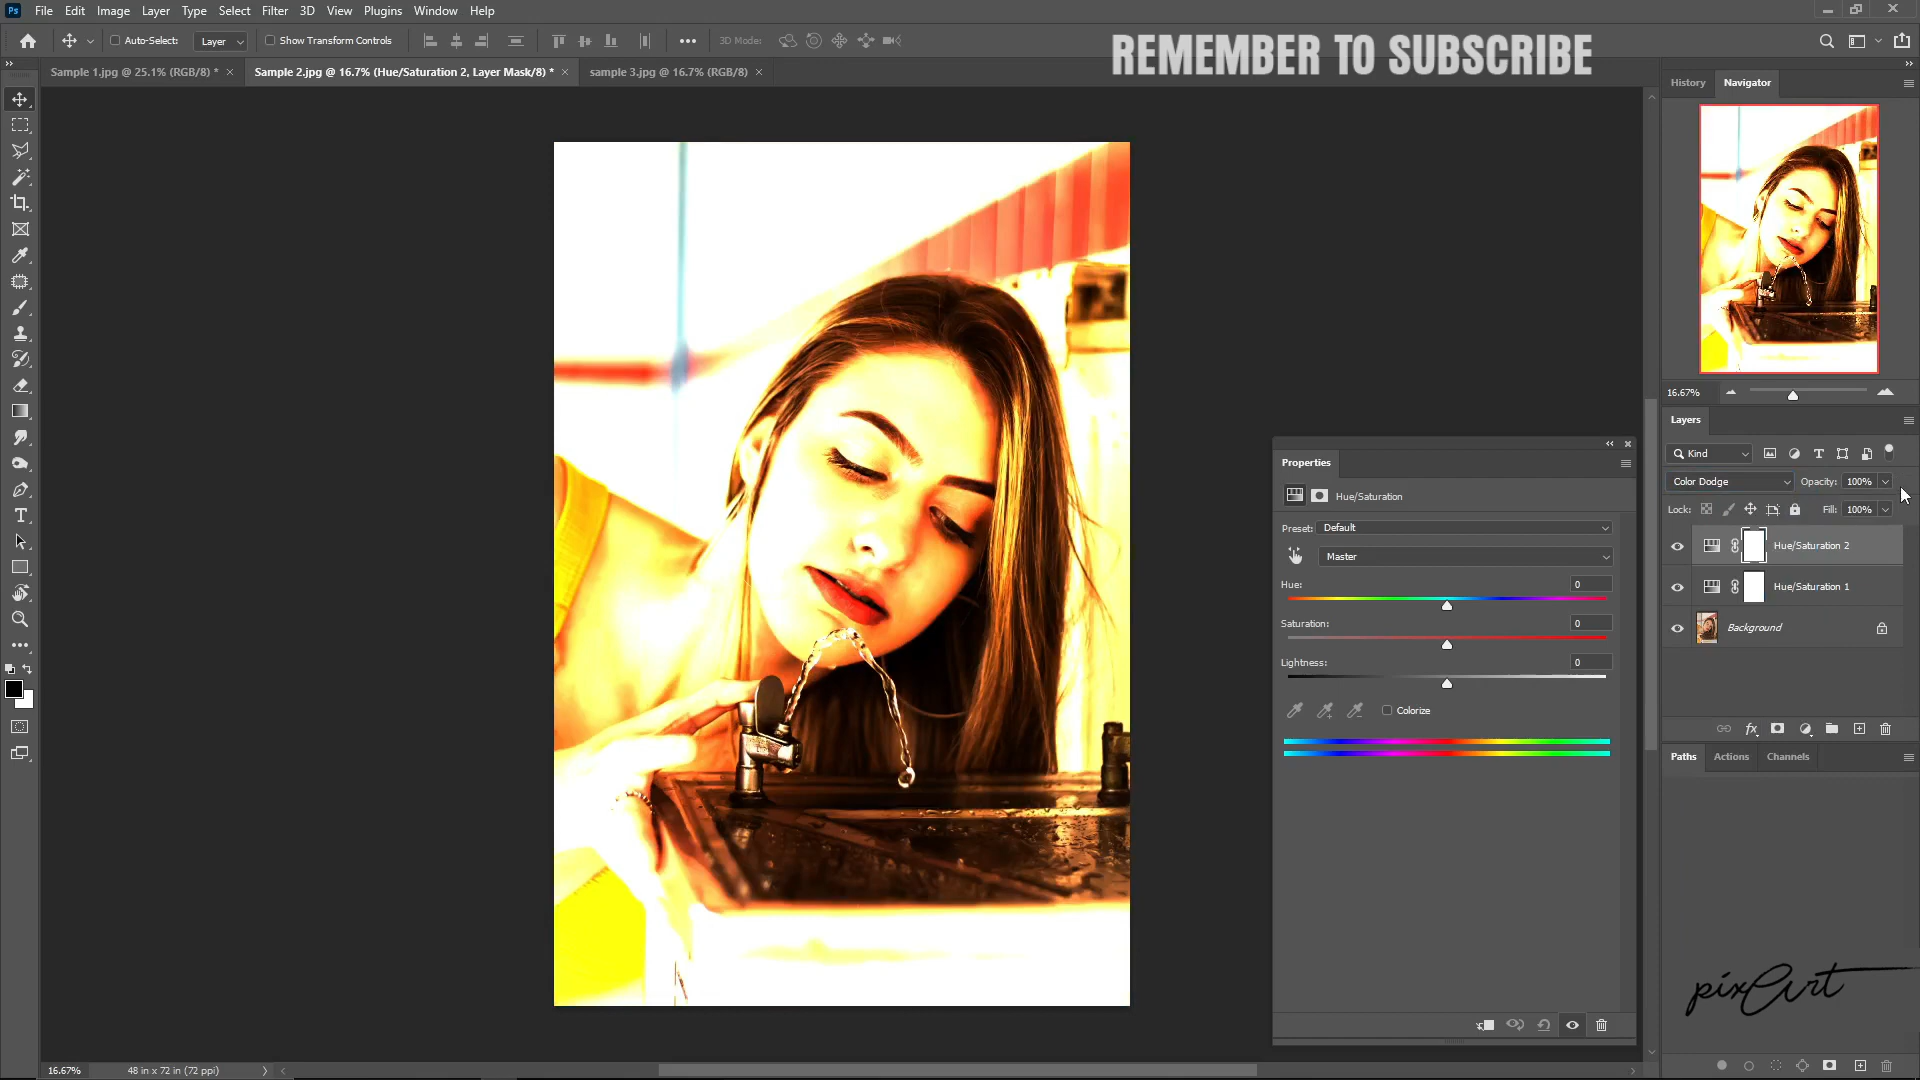 Ps File Edit Image Layer Type Select Filter 3D View Plugins Window Help
Auto-Select: Layer Show Transform Controls 3D Mode:
REMEMBER TO SUBSCRIBE
Sample 1.jpg @ 25.1% (RGB/8) * Sample 2.jpg @ 16.7% (Hue/Saturation 2, Layer Mask/8) * sample 3.jpg @ 16.7% (RGB/8)
History Navigator
16.67%
Layers
Kind
Color Dodge Opacity: 100%
Lock: Fill: 100%
Hue/Saturation 2
Hue/Saturation 1
Background
Properties
Hue/Saturation
Preset: Default
Master
Hue: 0
Saturation: 0
Lightness: 0
Colorize
Paths Actions Channels
pixArt
16.67% 48 in x 72 in (72 ppi)